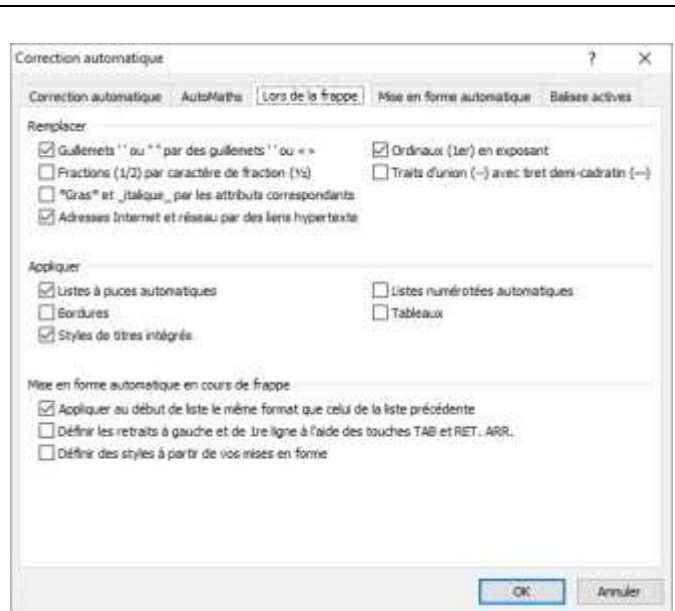 Correction automatique ? ×
Correction automatique AutoMaths Lors de la frappe Mise en forme automatique Balises actives
Remplacer
Guillemets ' ' ou " " par des guillemets ' ' ou « »
Ordinaux (1er) en exposant
Fractions (1/2) par caractère de fraction (½)
Traits d'union (--) avec tiret demi-cadratin (—)
*Gras* et _italique_ par les attributs correspondants
Adresses Internet et réseau par des liens hypertexte
Appliquer
Listes à puces automatiques
Listes numérotées automatiques
Bordures
Tableaux
Styles de titres intégrés
Mise en forme automatique en cours de frappe
Appliquer au début de liste le même format que celui de la liste précédente
Définir les retraits à gauche et de 1re ligne à l'aide des touches TAB et RET. ARR.
Définir des styles à partir de vos mises en forme
OK Annuler